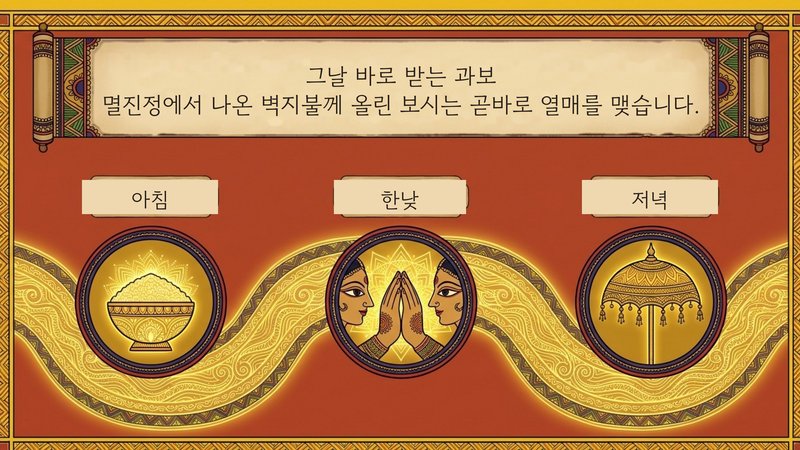 그날 바로 받는 과보
멸진정에서 나온 벽지불께 올린 보시는 곧바로 열매를 맺습니다.
아침
한낮
저녁